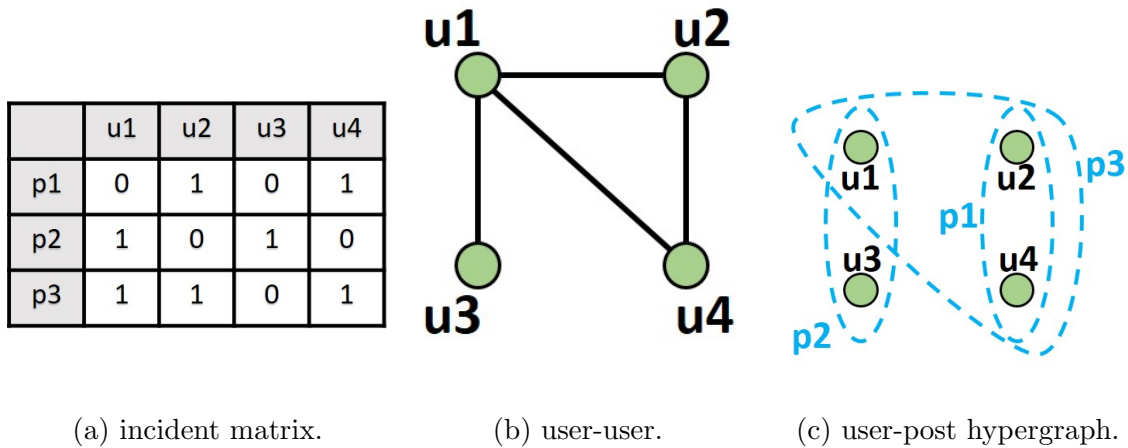 u1 u2 u3 u4
p1 0 1 0 1
p2 1 0 1 0
p3 1 1 0 1
u1 u2
u3 u4
u1 u2 p3
p1
u3 u4
p2
(a) incident matrix. (b) user-user. (c) user-post hypergraph.